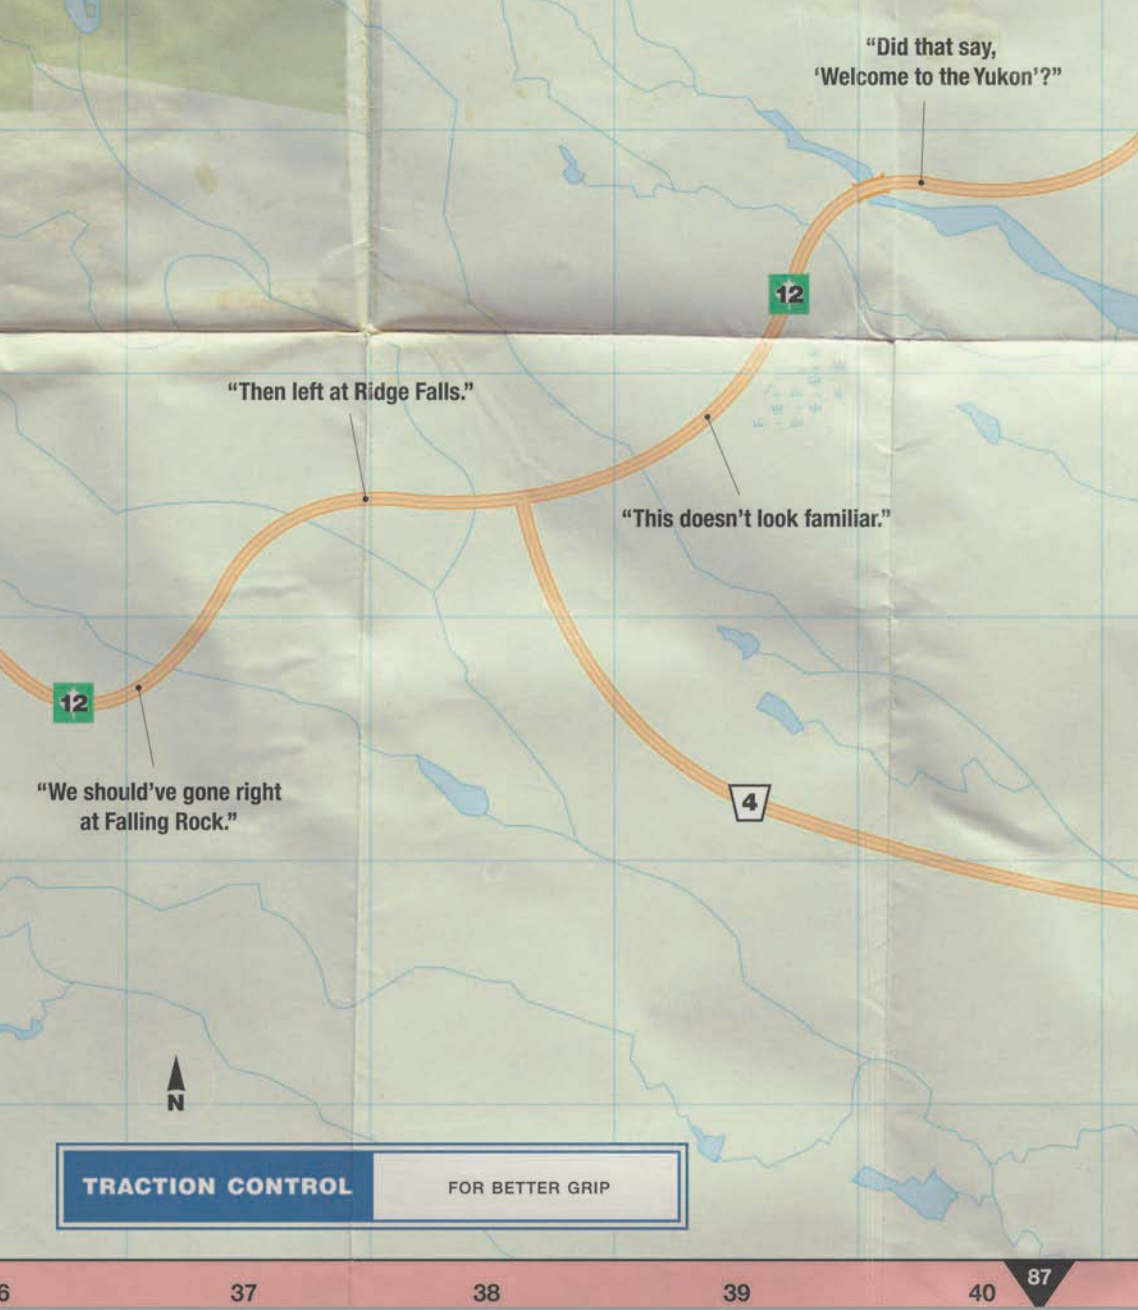 “Did that say,
‘Welcome to the Yukon’?”
12
“Then left at Ridge Falls.”
“This doesn’t look familiar.”
12
“We should’ve gone right
at Falling Rock.”
4
N
TRACTION CONTROL FOR BETTER GRIP
6 37 38 39 40 87